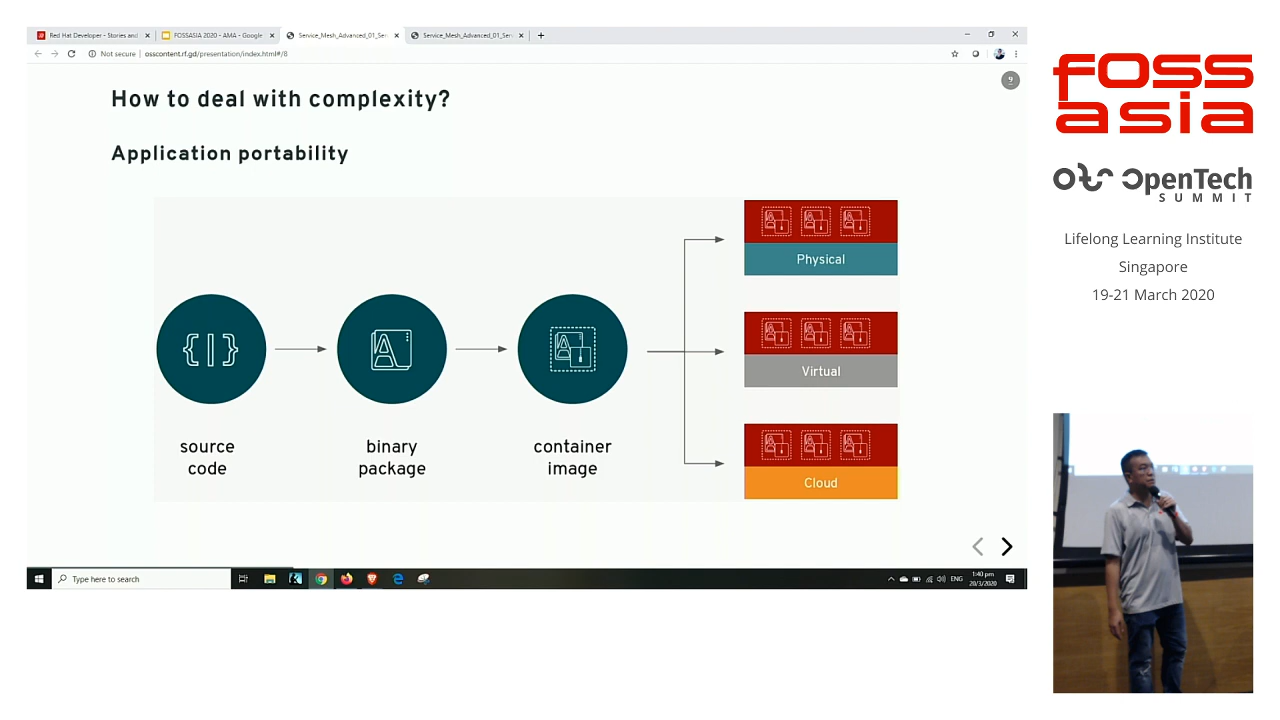 Red Hat Developer - Stories and
FOSSASIA 2020 - AMA - Google
Service_Mesh_Advanced_01_Ser
Service_Mesh_Advanced_01_Ser
Not secure | osscontent.rf.gd/presentation/index.html#/8
9
How to deal with complexity?
Application portability
source
code
binary
package
A
container
image
Physical
Virtual
Cloud
Type here to search
ENG
1:40 pm
20/3/2020
FOSS
asia
OpenTech
SUMMIT
Lifelong Learning Institute
Singapore
19-21 March 2020